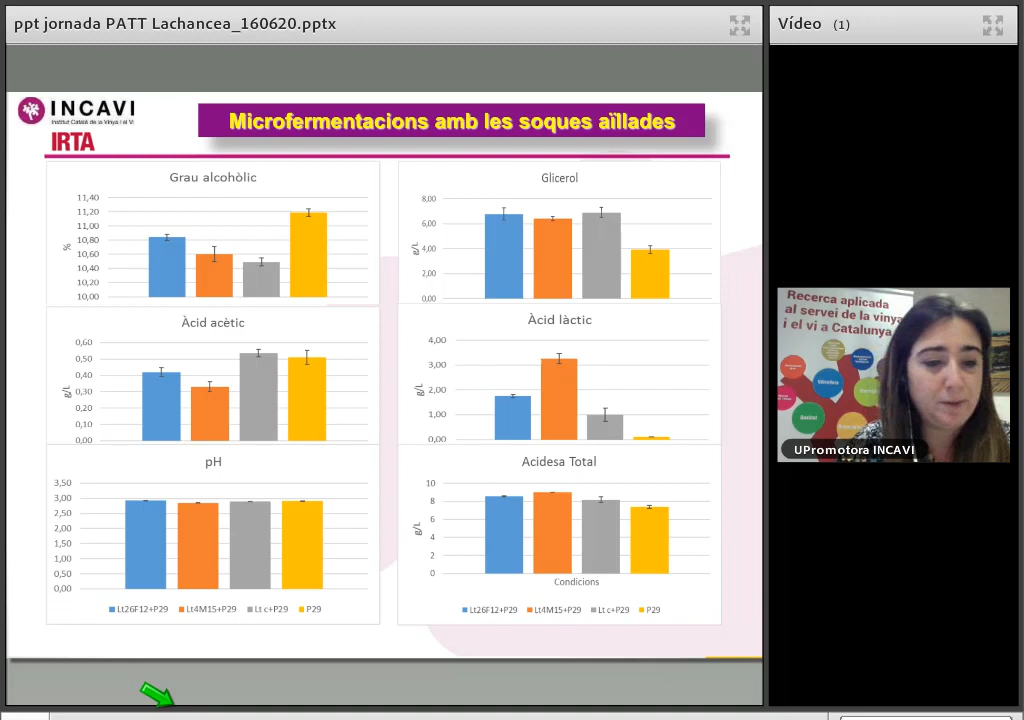 ppt jornada PATT Lachancea_160620.pptx
Vídeo (1)
INCAVI
Institut Català de la Vinya i el Vi
IRTA
Microfermentacions amb les soques aïllades
Grau alcohòlic
11,40
11,20
11,00
10,80
10,60
10,40
10,20
10,00
%
Glicerol
8,00
6,00
4,00
2,00
0,00
g/L
Àcid acètic
0,60
0,50
0,40
0,30
0,20
0,10
0,00
g/L
Àcid làctic
4,00
3,00
2,00
1,00
0,00
g/L
pH
3,50
3,00
2,50
2,00
1,50
1,00
0,50
0,00
Lt26F12+P29 Lt4M15+P29 Lt c+P29 P29
Acidesa Total
10
8
6
4
2
0
g/L
Condicions
Lt26F12+P29 Lt4M15+P29 Lt c+P29 P29
Recerca aplicada
al servei de la vinya
i el vi a Catalunya
UPromotora INCAVI